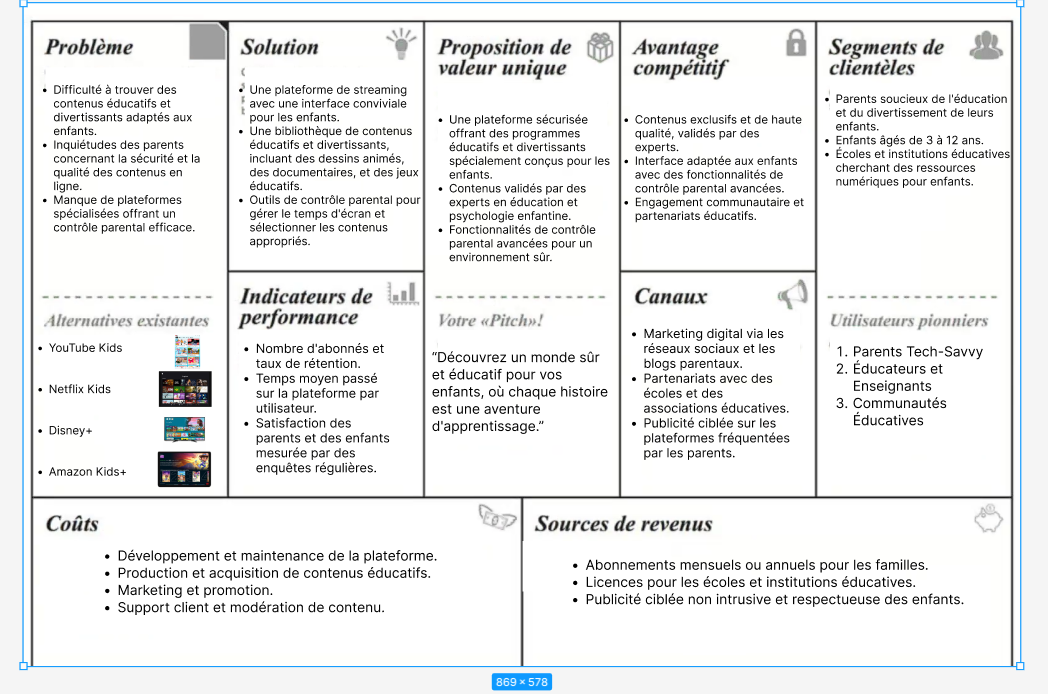 Problème
Difficulté à trouver des
contenus éducatifs et
divertissants adaptés aux
enfants.
Inquiétudes des parents
concernant la sécurité et la
qualité des contenus en
ligne.
Manque de plateformes
spécialisées offrant un
contrôle parental efficace.
Alternatives existantes
YouTube Kids
Netflix Kids
Disney+
Amazon Kids+
Solution
Une plateforme de streaming
avec une interface conviviale
pour les enfants.
Une bibliothèque de contenus
éducatifs et divertissants,
incluant des dessins animés,
des documentaires, et des jeux
éducatifs.
Outils de contrôle parental pour
gérer le temps d'écran et
sélectionner les contenus
appropriés.
Indicateurs de
performance
Nombre d'abonnés et
taux de rétention.
Temps moyen passé
sur la plateforme par
utilisateur.
Satisfaction des
parents et des enfants
mesurée par des
enquêtes régulières.
Proposition de
valeur unique
Une plateforme sécurisée
offrant des programmes
éducatifs et divertissants
spécialement conçus pour les
enfants.
Contenus validés par des
experts en éducation et
psychologie enfantine.
Fonctionnalités de contrôle
parental avancées pour un
environnement sûr.
Votre «Pitch»!
“Découvrez un monde sûr
et éducatif pour vos
enfants, où chaque histoire
est une aventure
d'apprentissage.”
Avantage
compétitif
Contenus exclusifs et de haute
qualité, validés par des
experts.
Interface adaptée aux enfants
avec des fonctionnalités de
contrôle parental avancées.
Engagement communautaire et
partenariats éducatifs.
Canaux
Marketing digital via les
réseaux sociaux et les
blogs parentaux.
Partenariats avec des
écoles et des
associations éducatives.
Publicité ciblée sur les
plateformes fréquentées
par les parents.
Segments de
clientèles
Parents soucieux de l'éducation
et du divertissement de leurs
enfants.
Enfants âgés de 3 à 12 ans.
Écoles et institutions éducatives
cherchant des ressources
numériques pour enfants.
Utilisateurs pionniers
1. Parents Tech-Savvy
2. Éducateurs et
Enseignants
3. Communautés
Éducatives
Coûts
Développement et maintenance de la plateforme.
Production et acquisition de contenus éducatifs.
Marketing et promotion.
Support client et modération de contenu.
Sources de revenus
Abonnements mensuels ou annuels pour les familles.
Licences pour les écoles et institutions éducatives.
Publicité ciblée non intrusive et respectueuse des enfants.
869 × 578